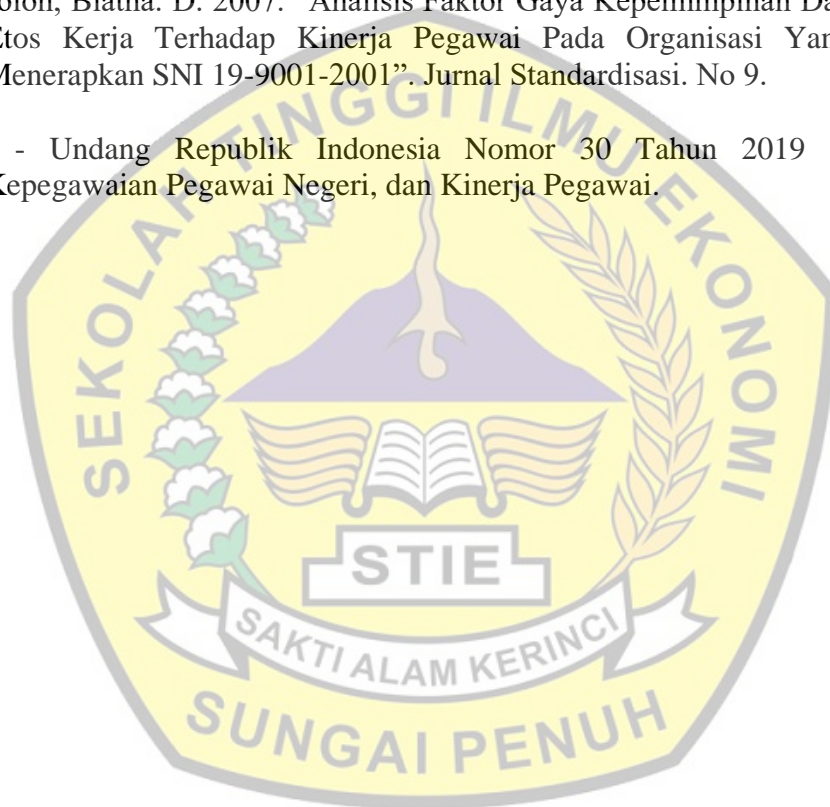 Biatna. D. 2007. "Analisis Faktor Gaya Kepemimpinan
Etos Kerja Terhadap Kinerja Pegawai Pada Organisasi
Menerapkan SNI 19-9001-2001". Jurnal Standardisasi. No 9.
- Undang Republik Indonesia Nomor 30 Tahun 2019
Kepegawaian Pegawai Negeri, dan Kinerja Pegawai.
SEKOLAH TINGGI ILMU EKONOMI
STIE
SAKTI ALAM KERINCI
SUNGAI PENUH